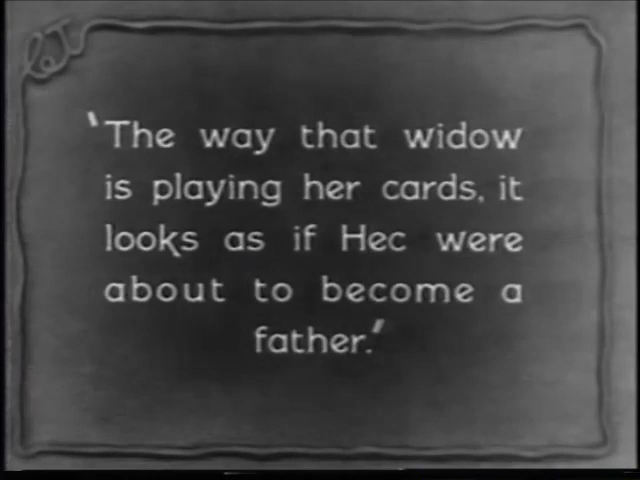 ‘The way that widow
is playing her cards, it
looks as if Hec were
about to become a
father.’